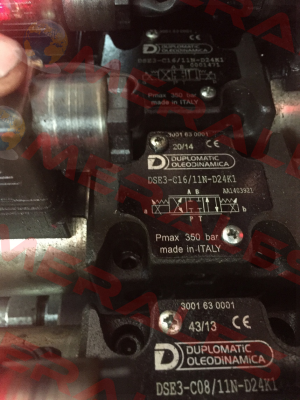 DUPLOMATIC
OLEODINAMICA
DSE3-C16/11N-D24K1
Pmax 350 bar
made in ITALY
3001 63 0001
20/14 CE
D DUPLOMATIC
OLEODINAMICA
DSE3-C16/11N-D24K1
A B AA1403921
a b
P T
Pmax 350 bar
made in ITALY
3001 63 0001
43/13 CE
D DUPLOMATIC
OLEODINAMICA
DSE3-C08/11N-D24K1